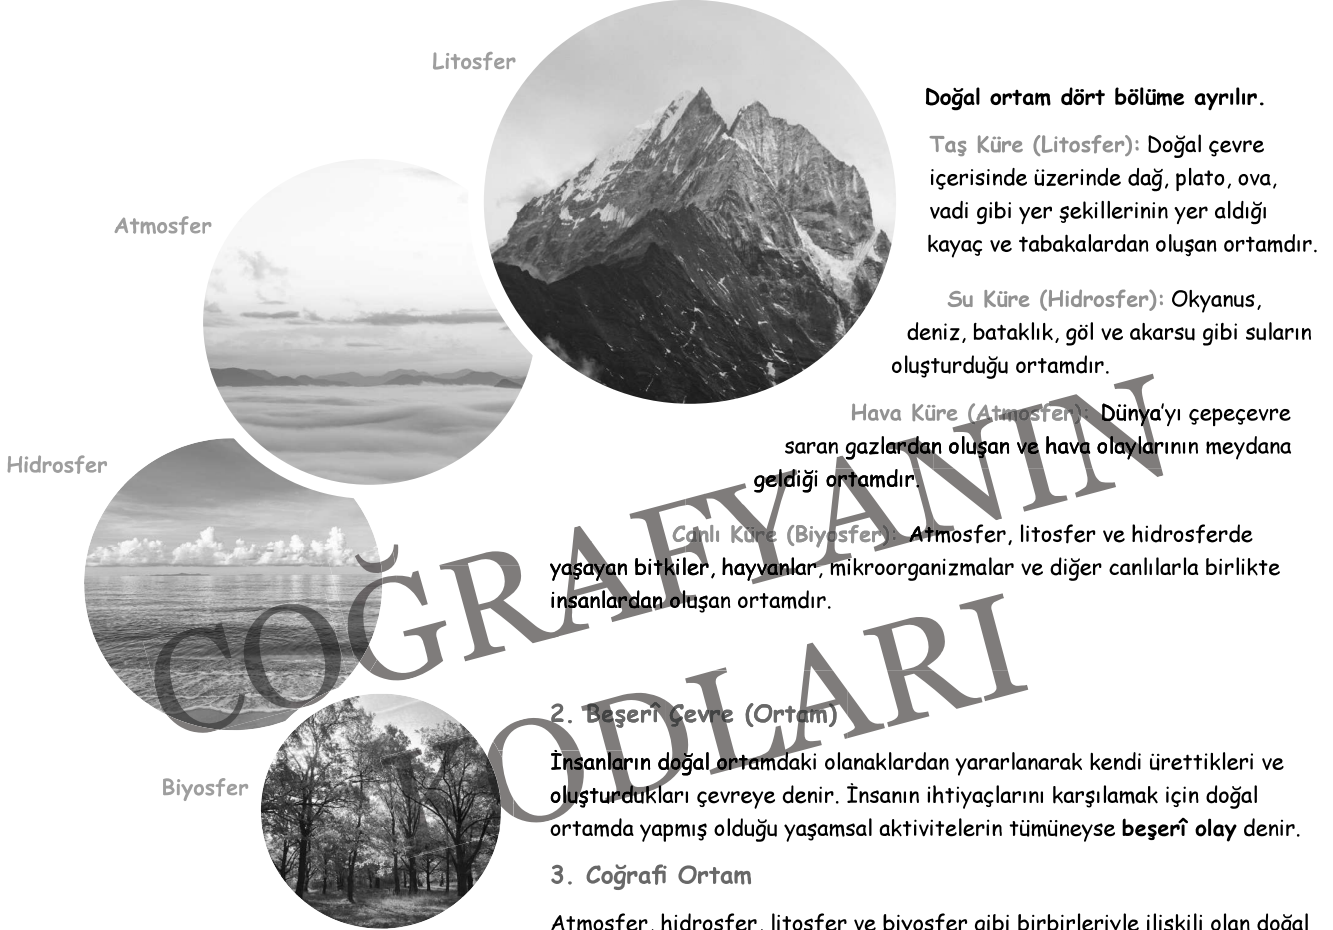 Litosfer
Atmosfer
Hidrosfer
Biyosfer
Doğal ortam dört bölüme ayrılır.
Taş Küre (Litosfer): Doğal çevre
içerisinde üzerinde dağ, plato, ova,
vadi gibi yer şekillerinin yer aldığı
kayaç ve tabakalardan oluşan ortamdır.
Su Küre (Hidrosfer): Okyanus,
deniz, bataklık, göl ve akarsu gibi suların
oluşturduğu ortamdır.
Hava Küre (Atmosfer): Dünya'yı çepeçevre
saran gazlardan oluşan ve hava olaylarının meydana
geldiği ortamdır.
Canlı Küre (Biyosfer): Atmosfer, litosfer ve hidrosferde
yaşayan bitkiler, hayvanlar, mikroorganizmalar ve diğer canlılarla birlikte
insanlardan oluşan ortamdır.
2. Beşerî Çevre (Ortam)
İnsanların doğal ortamdaki olanaklardan yararlanarak kendi ürettikleri ve
oluşturdukları çevreye denir. İnsanın ihtiyaçlarını karşılamak için doğal
ortamda yapmış olduğu yaşamsal aktivitelerin tümüneyse beşerî olay denir.
3. Coğrafi Ortam
Atmosfer, hidrosfer, litosfer ve biyosfer gibi birbirleriyle ilişkili olan doğal
COĞRAFYANIN
ODLARI